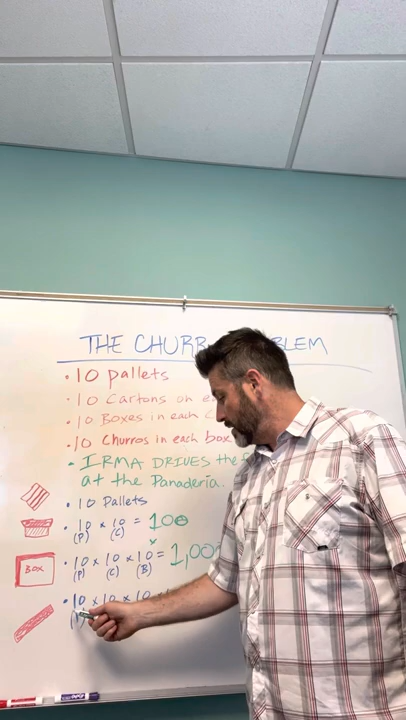 THE CHURR BLEM
• 10 pallets
• 10 Cartons on e
• 10 Boxes in each C
• 10 Churros in each box
• IRMA DRIVES the f
at the Panaderia.
• 10 Pallets
• 10 x 10 = 100
(P) (C)
• 10 x 10 x 10 = 1,00
(P) (C) (B)
BOX
• 10 x 10 x 10 x